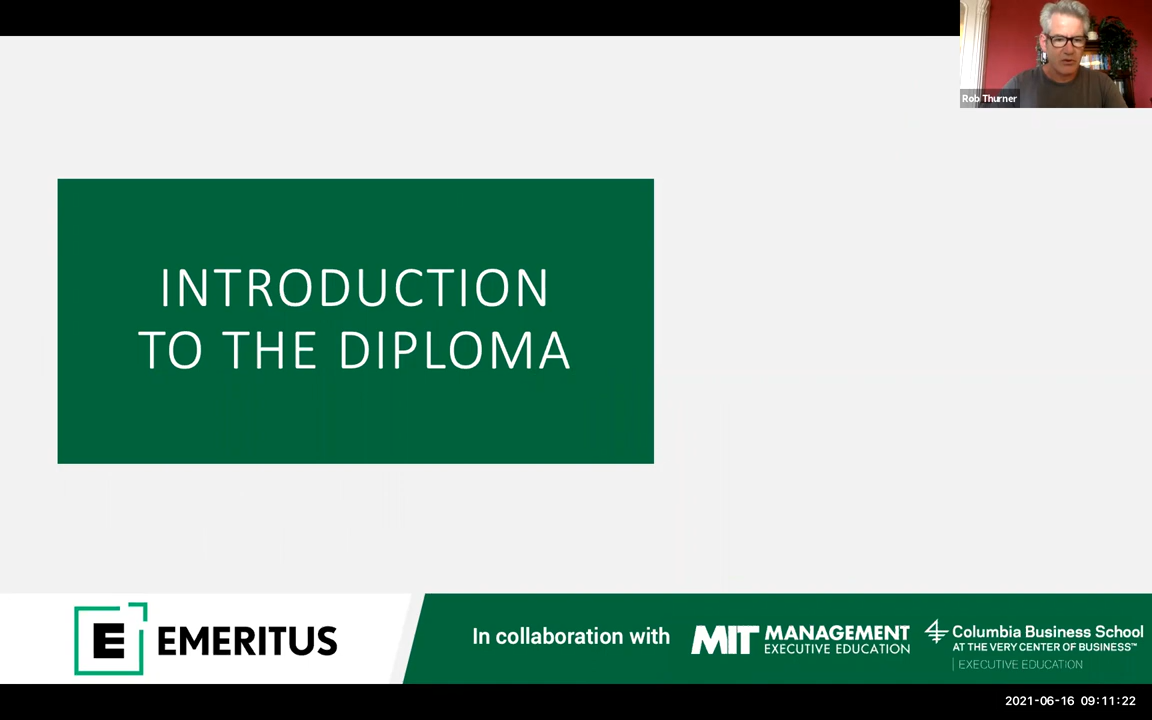 Rob Thurner
INTRODUCTION
TO THE DIPLOMA
E EMERITUS
In collaboration with
MIT MANAGEMENT
EXECUTIVE EDUCATION
Columbia Business School
AT THE VERY CENTER OF BUSINESS™
EXECUTIVE EDUCATION
2021-06-16 09:11:22